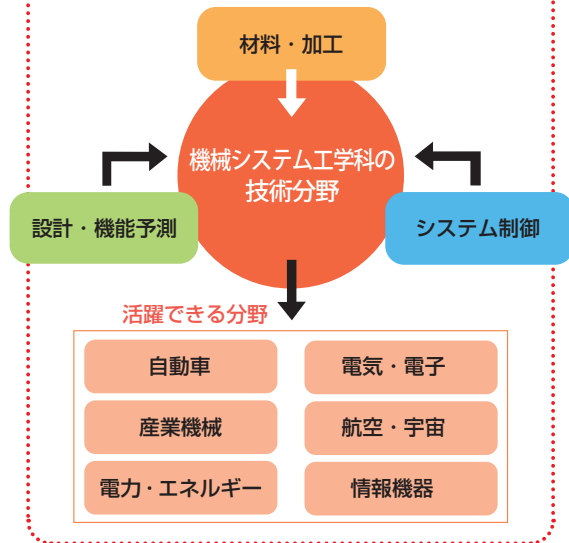 材料・加工
機械システム工学科の
技術分野
設計・機能予測
システム制御
活躍できる分野
自動車
電気・電子
産業機械
航空・宇宙
電力・エネルギー
情報機器